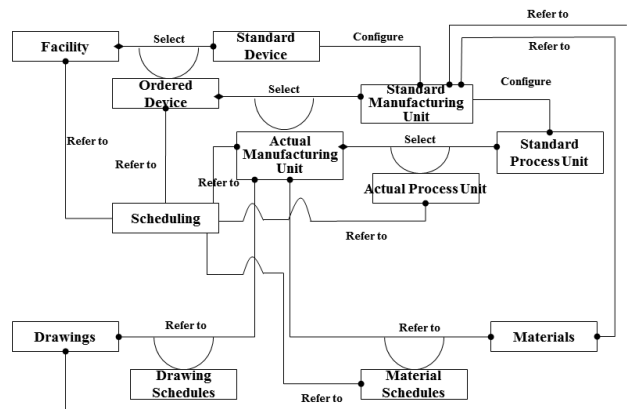 Refer to
Facility
Select
Standard
Device
Configure
Refer to
Ordered
Device
Select
Standard
Manufacturing
Unit
Configure
Refer to
Refer to
Actual
Manufacturing
Unit
Select
Standard
Process Unit
Refer to
Actual Process Unit
Scheduling
Refer to
Drawings
Refer to
Refer to
Materials
Drawing
Schedules
Refer to
Material
Schedules